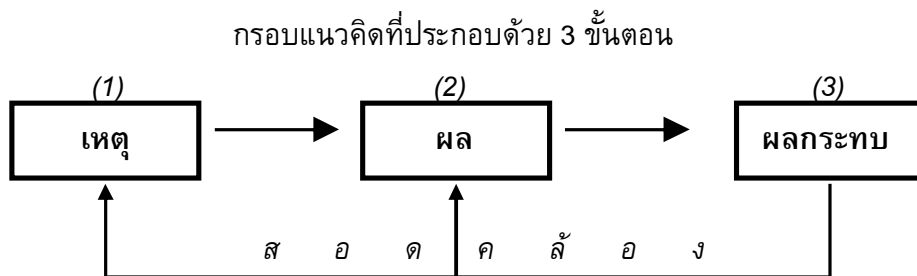 กรอบแนวคิดที่ประกอบด้วย 3 ขั้นตอน
(1) (2) (3)
เหตุ ผล ผลกระทบ
ส อ ด ค ล้ อ ง